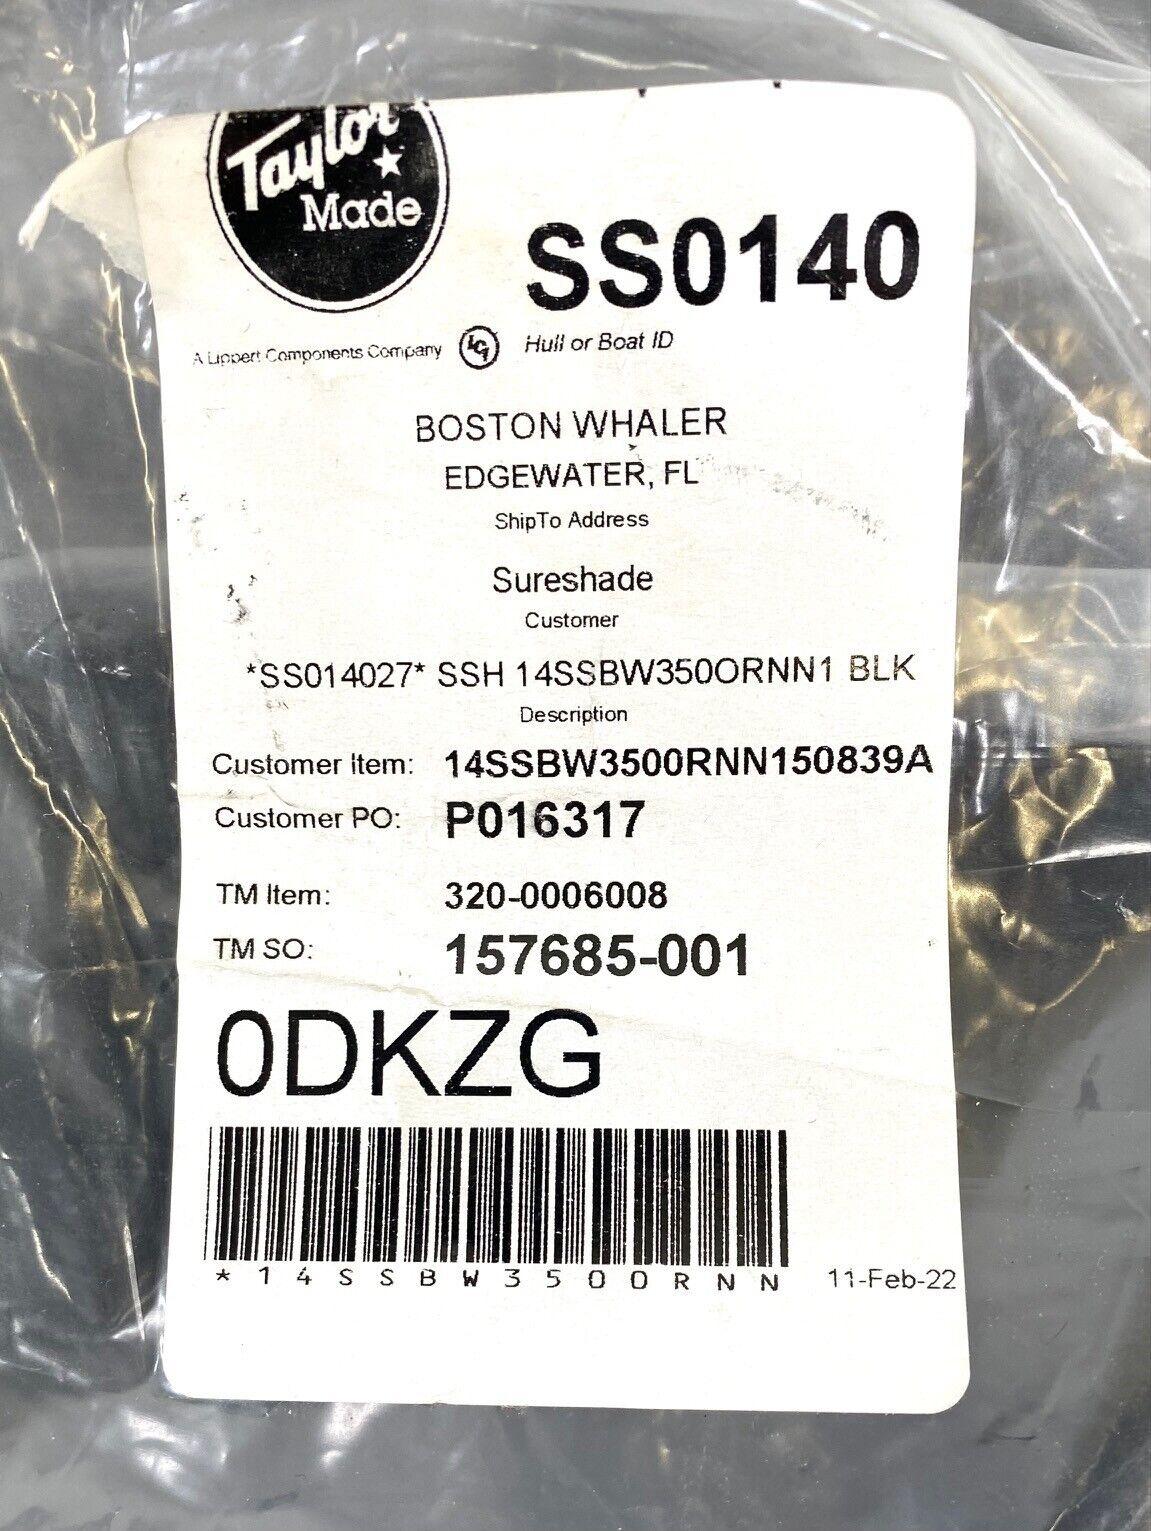 Taylor
Made
SS0140
A Lippert Components Company
LCI
Hull or Boat ID
BOSTON WHALER
EDGEWATER, FL
ShipTo Address
Sureshade
Customer
*SS014027* SSH 14SSBW350ORNN1 BLK
Description
Customer Item: 14SSBW3500RNN150839A
Customer PO: P016317
TM Item: 320-0006008
TM SO: 157685-001
0DKZG
*14SSBW3500RNN
11-Feb-22